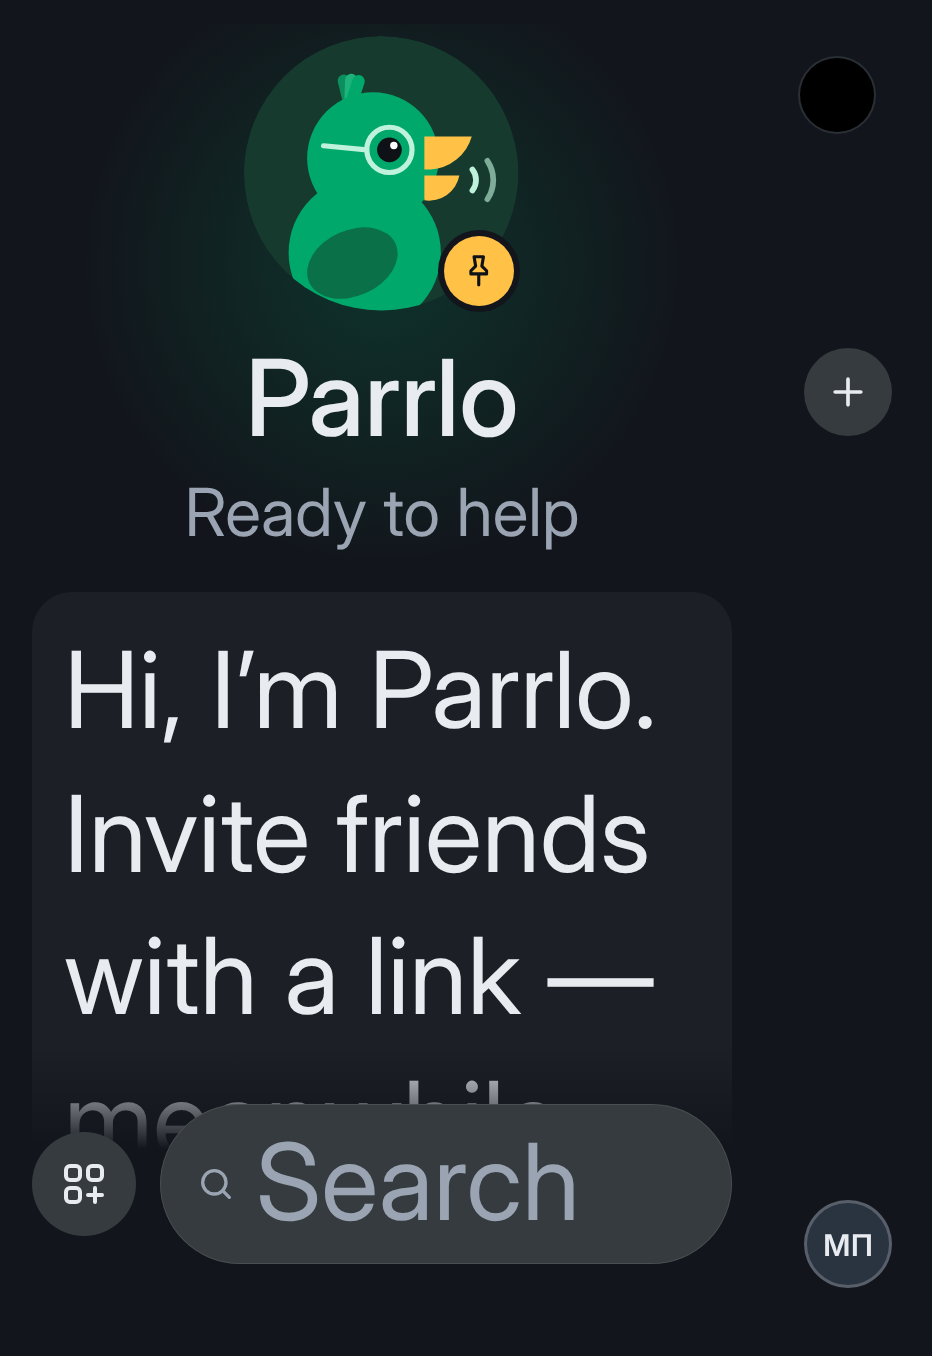 Parrlo
Ready to help
Hi, I’m Parrlo.
Invite friends
with a link —
Search
МП